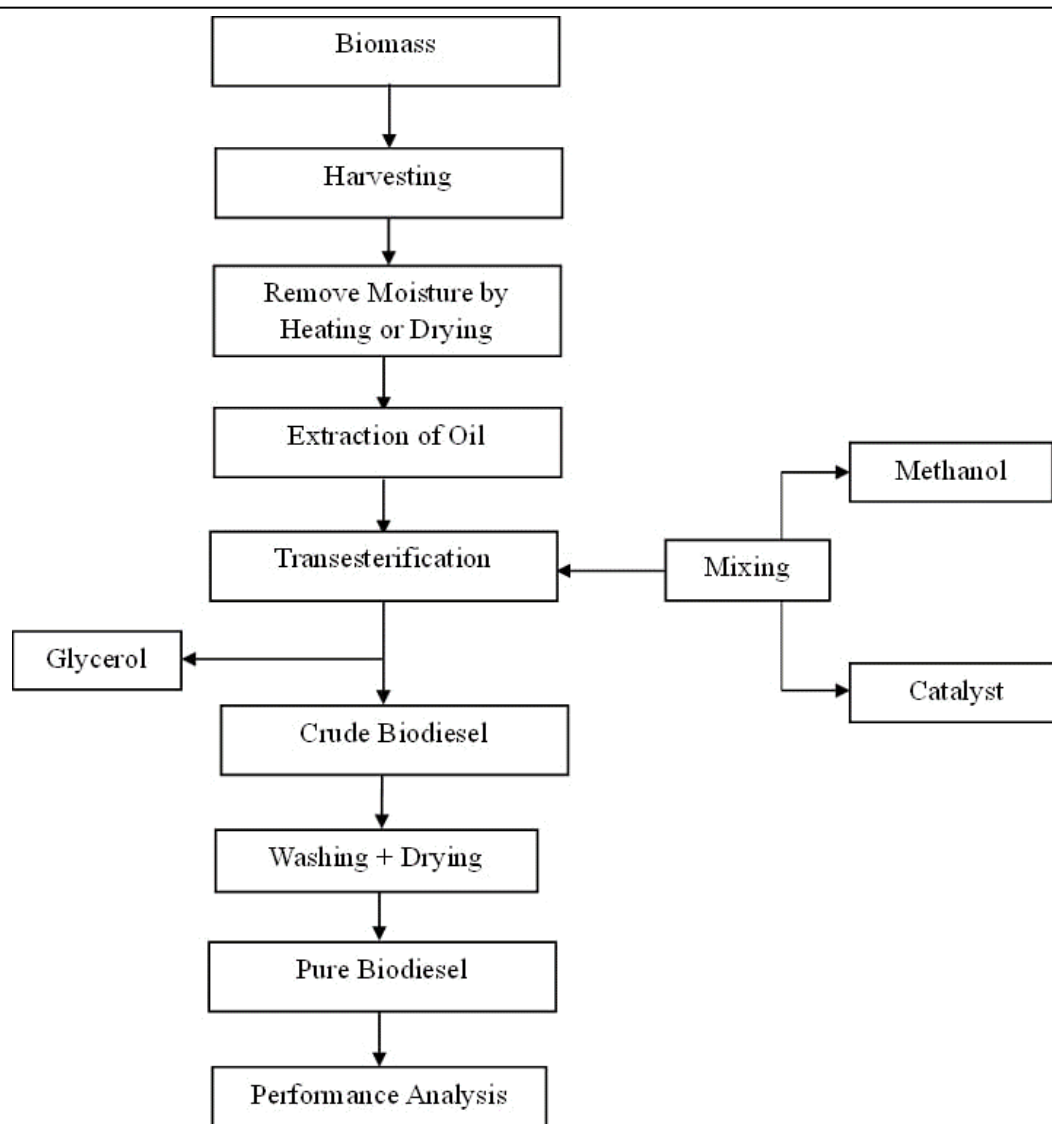 Biomass
Harvesting
Remove Moisture by
Heating or Drying
Extraction of Oil
Methanol
Transesterification
Mixing
Glycerol
Catalyst
Crude Biodiesel
Washing + Drying
Pure Biodiesel
Performance Analysis